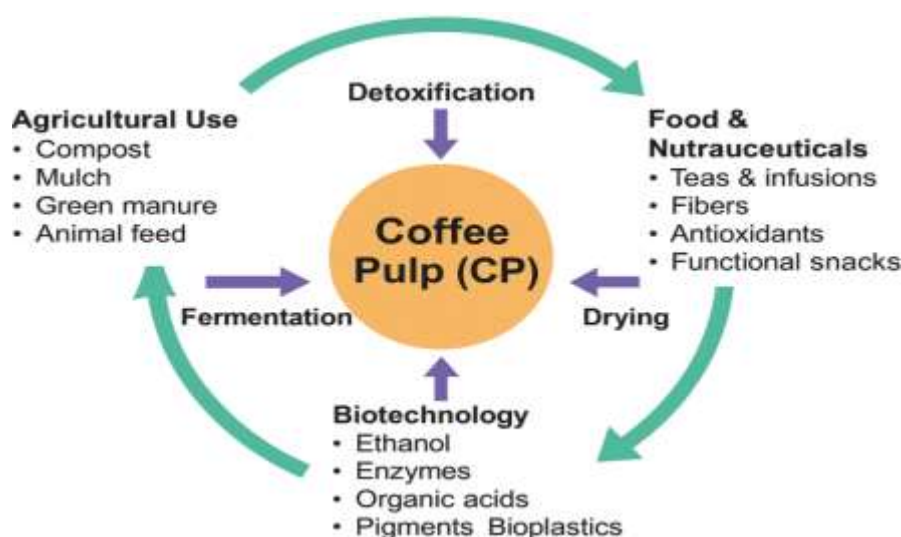 Detoxification
Agricultural Use
• Compost
• Mulch
• Green manure
• Animal feed
Food &
Nutrauceuticals
• Teas & infusions
• Fibers
• Antioxidants
• Functional snacks
Coffee
Pulp (CP)
Fermentation
Drying
Biotechnology
• Ethanol
• Enzymes
• Organic acids
• Pigments Bioplastics